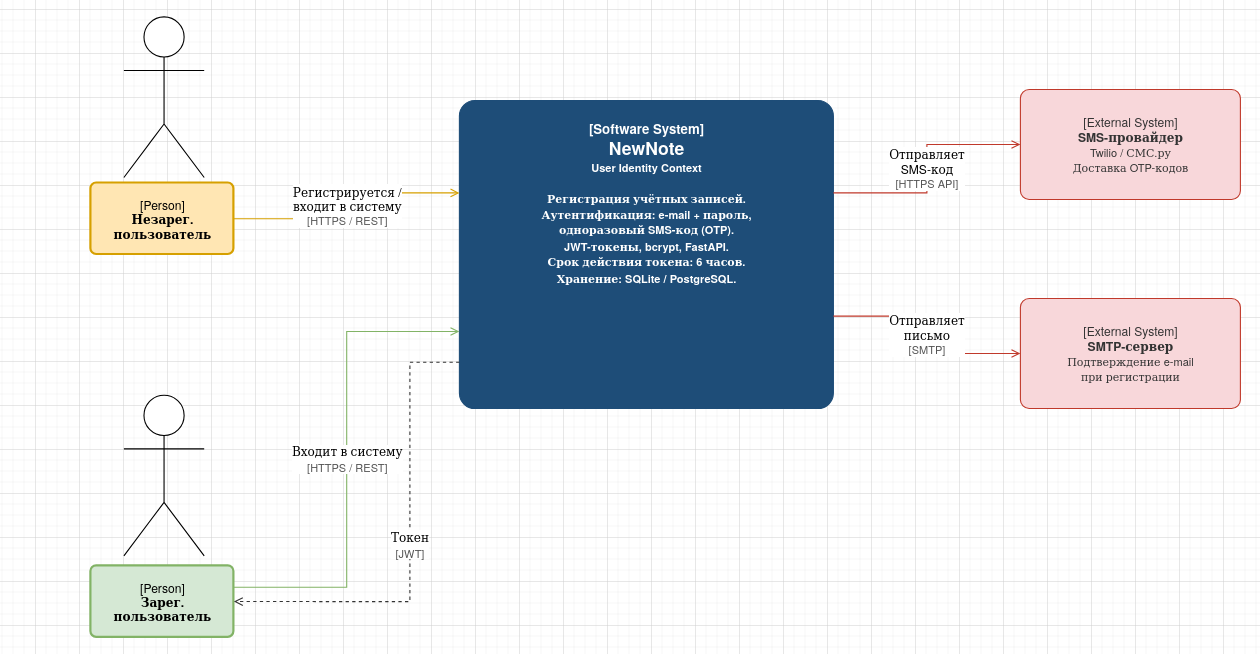 [Person]
Незарег.
пользователь
Регистрируется /
входит в систему
[HTTPS / REST]
[Software System]
NewNote
User Identity Context
Регистрация учётных записей.
Аутентификация: e-mail + пароль,
одноразовый SMS-код (OTP).
JWT-токены, bcrypt, FastAPI.
Срок действия токена: 6 часов.
Хранение: SQLite / PostgreSQL.
Отправляет
SMS-код
[HTTPS API]
[External System]
SMS-провайдер
Twilio / СМС.ру
Доставка OTP-кодов
Отправляет
письмо
[SMTP]
[External System]
SMTP-сервер
Подтверждение e-mail
при регистрации
Входит в систему
[HTTPS / REST]
Токен
[JWT]
[Person]
Зарег.
пользователь